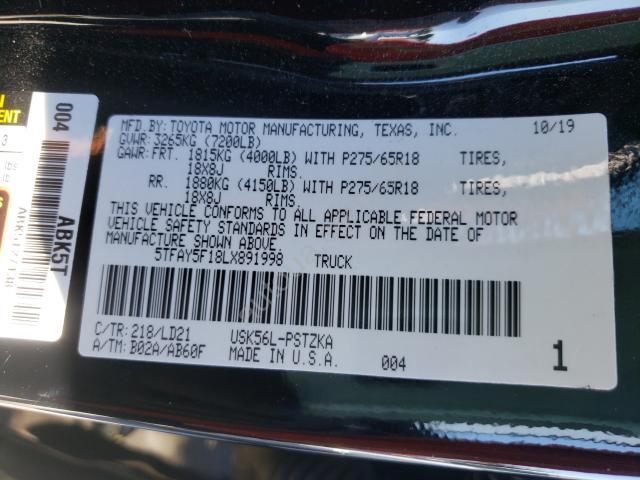 MFD.BY: TOYOTA MOTOR MANUFACTURING, TEXAS, INC. 10/19
GVWR: 3265KG (7200LB)
GAWR: FRT. 1815KG (4000LB) WITH P275/65R18 TIRES,
18X8J RIMS.
RR. 1880KG (4150LB) WITH P275/65R18 TIRES,
18X8J RIMS.
THIS VEHICLE CONFORMS TO ALL APPLICABLE FEDERAL MOTOR
VEHICLE SAFETY STANDARDS IN EFFECT ON THE DATE OF
MANUFACTURE SHOWN ABOVE.
5TFAY5F18LX891998 TRUCK
C/TR: 218/LD21 USK56L-PSTZKA
A/TM: B02A/AB60F MADE IN U.S.A. 004 1
004
ABK5T
3
lbs